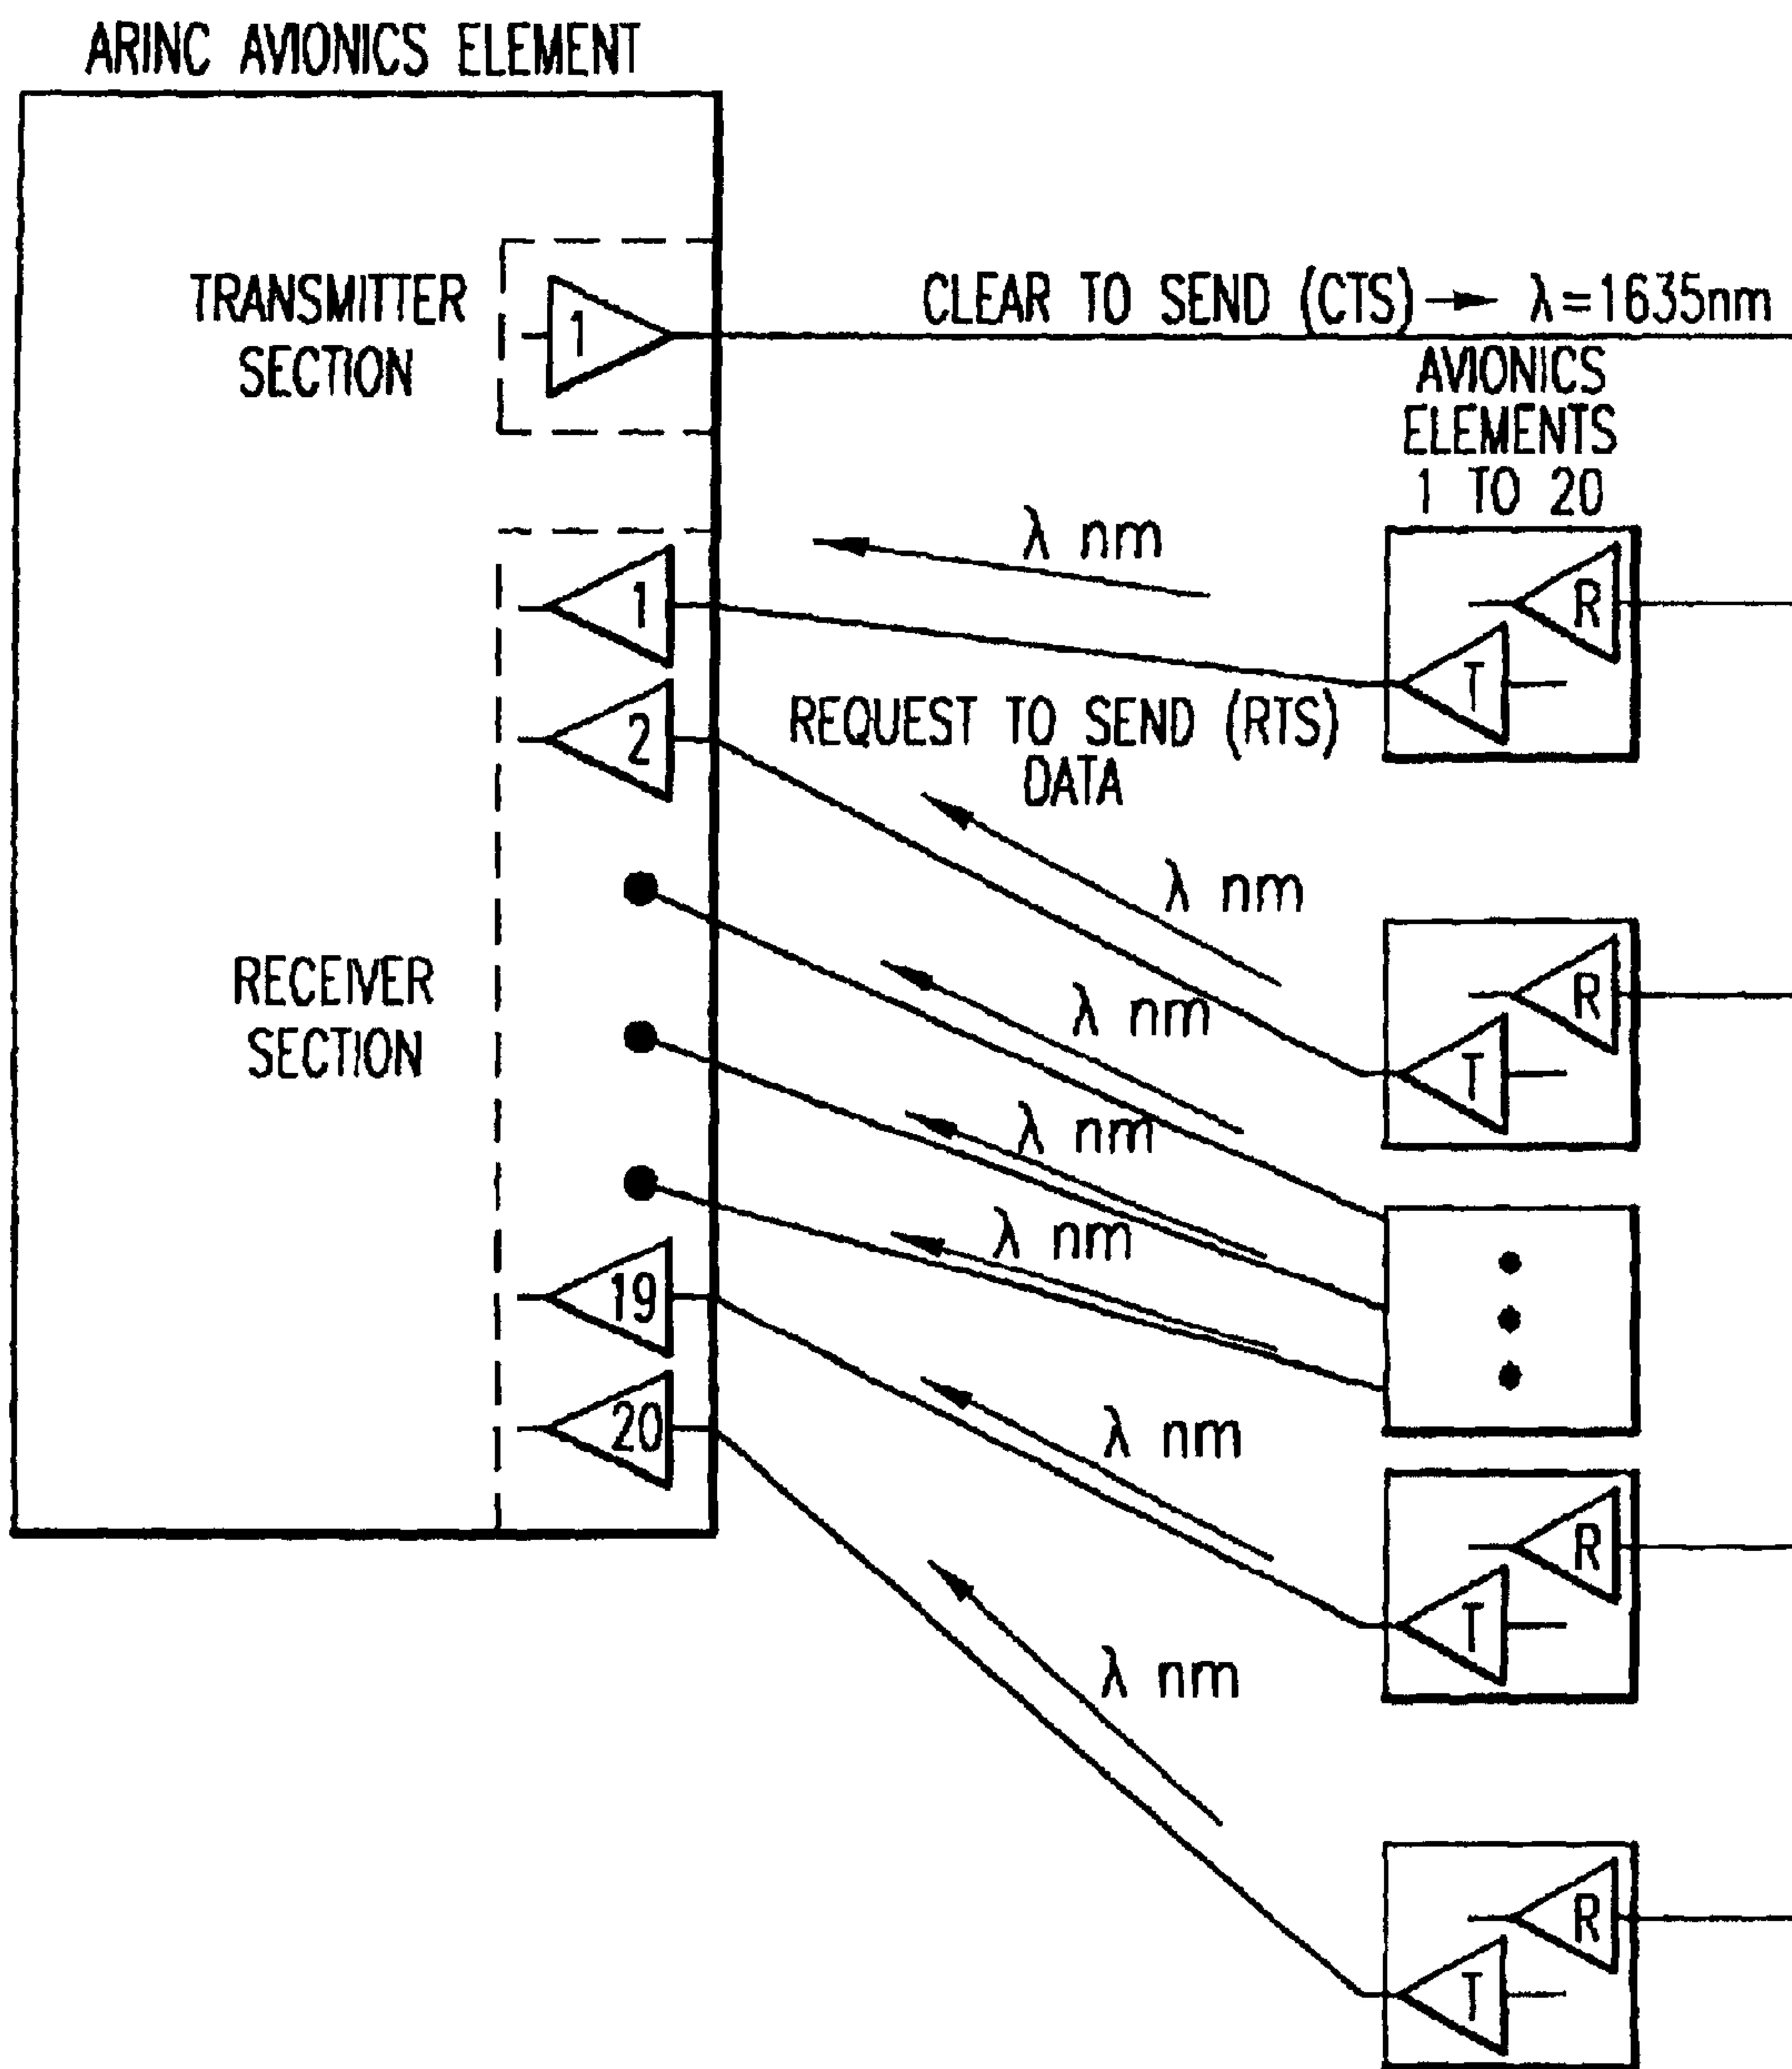 ARINC AVIONICS ELEMENT
TRANSMITTER
SECTION
1
CLEAR TO SEND (CTS) → λ=1635nm
AVIONICS
ELEMENTS
1 TO 20
λ nm
1
R
T
2
REQUEST TO SEND (RTS)
DATA
λ nm
RECEIVER
SECTION
λ nm
R
T
λ nm
λ nm
19
20
λ nm
R
T
λ nm
R
T